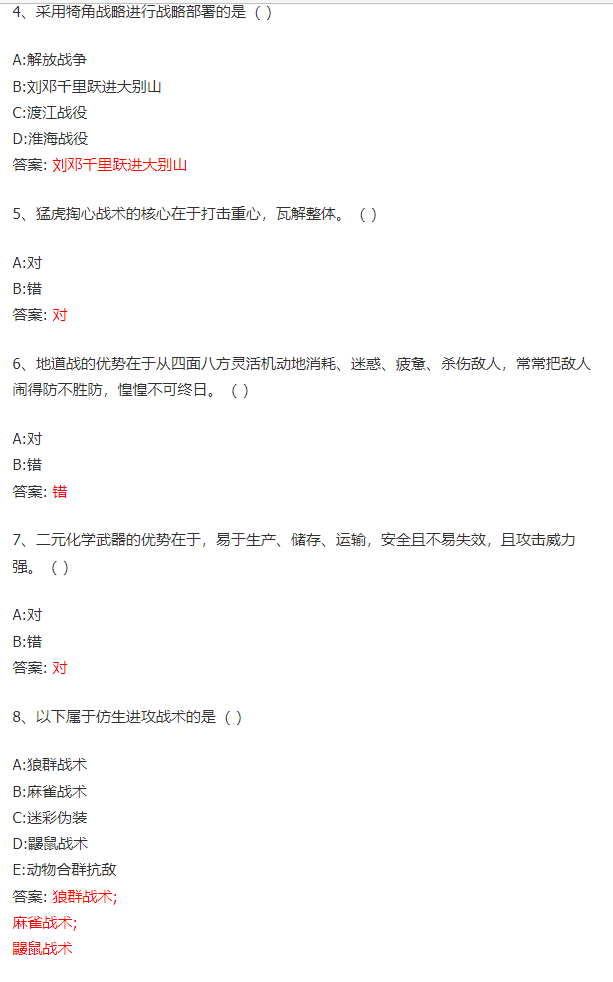 4、采用犄角战略进行战略部署的是（ ）
A:解放战争
B:刘邓千里跃进大别山
C:渡江战役
D:淮海战役
答案: 刘邓千里跃进大别山
5、猛虎掏心战术的核心在于打击重心，瓦解整体。（ ）
A:对
B:错
答案: 对
6、地道战的优势在于从四面八方灵活机动地消耗、迷惑、疲惫、杀伤敌人，常常把敌人
闹得防不胜防，惶惶不可终日。（ ）
A:对
B:错
答案: 错
7、二元化学武器的优势在于，易于生产、储存、运输，安全且不易失效，且攻击威力
强。（ ）
A:对
B:错
答案: 对
8、以下属于仿生进攻战术的是（ ）
A:狼群战术
B:麻雀战术
C:迷彩伪装
D:鼹鼠战术
E:动物合群抗敌
答案: 狼群战术;
麻雀战术;
鼹鼠战术